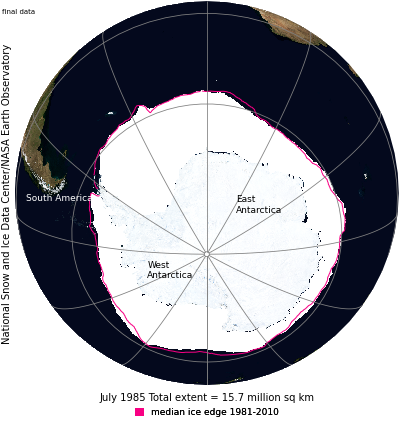 final data
National Snow and Ice Data Center/NASA Earth Observatory
South America
East
Antarctica
West
Antarctica
July 1985 Total extent = 15.7 million sq km
median ice edge 1981-2010